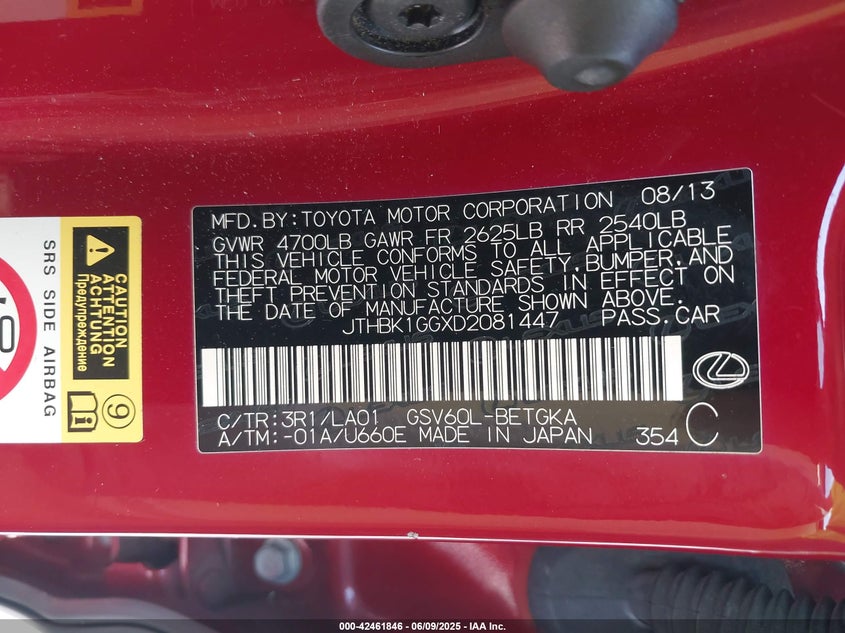 MFD.BY:TOYOTA MOTOR CORPORATION 08/13
GVWR 4700LB GAWR FR 2625LB RR 2540LB
THIS VEHICLE CONFORMS TO ALL APPLICABLE
FEDERAL MOTOR VEHICLE SAFETY,BUMPER,AND
THEFT PREVENTION STANDARDS IN EFFECT ON
THE DATE OF MANUFACTURE SHOWN ABOVE.
JTHBK1GGXD2081447 PASS.CAR
C/TR:3R1/LA01 GSV60L-BETGKA
A/TM:-01A/U660E MADE IN JAPAN 354 C
SRS SIDE AIRBAG
CAUTION
ATTENTION
ACHTUNG
Предупреждение
9
000-42461846 | 06/09/2025 | IAA Inc.